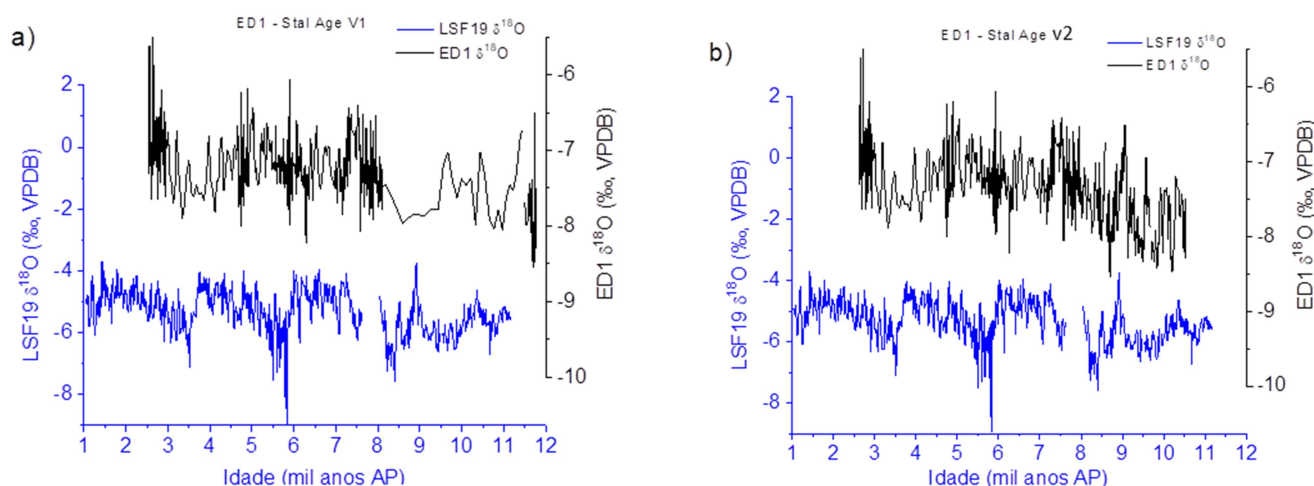 a)
ED1 - Stal Age V1
LSF19 δ¹⁸O
ED1 δ¹⁸O
LSF19 δ¹⁸O (‰, VPDB)
2
0
-2
-4
-6
-8
1 2 3 4 5 6 7 8 9 10 11 12
Idade (mil anos AP)
-6
-7
-8
-9
-10
ED1 δ¹⁸O (‰, VPDB)
b)
ED1 - Stal Age v2
LSF19 δ¹⁸O
ED1 δ¹⁸O
LSF19 δ¹⁸O (‰, VPDB)
2
0
-2
-4
-6
-8
1 2 3 4 5 6 7 8 9 10 11 12
Idade (mil anos AP)
-6
-7
-8
-9
-10
ED1 δ¹⁸O (‰, VPDB)